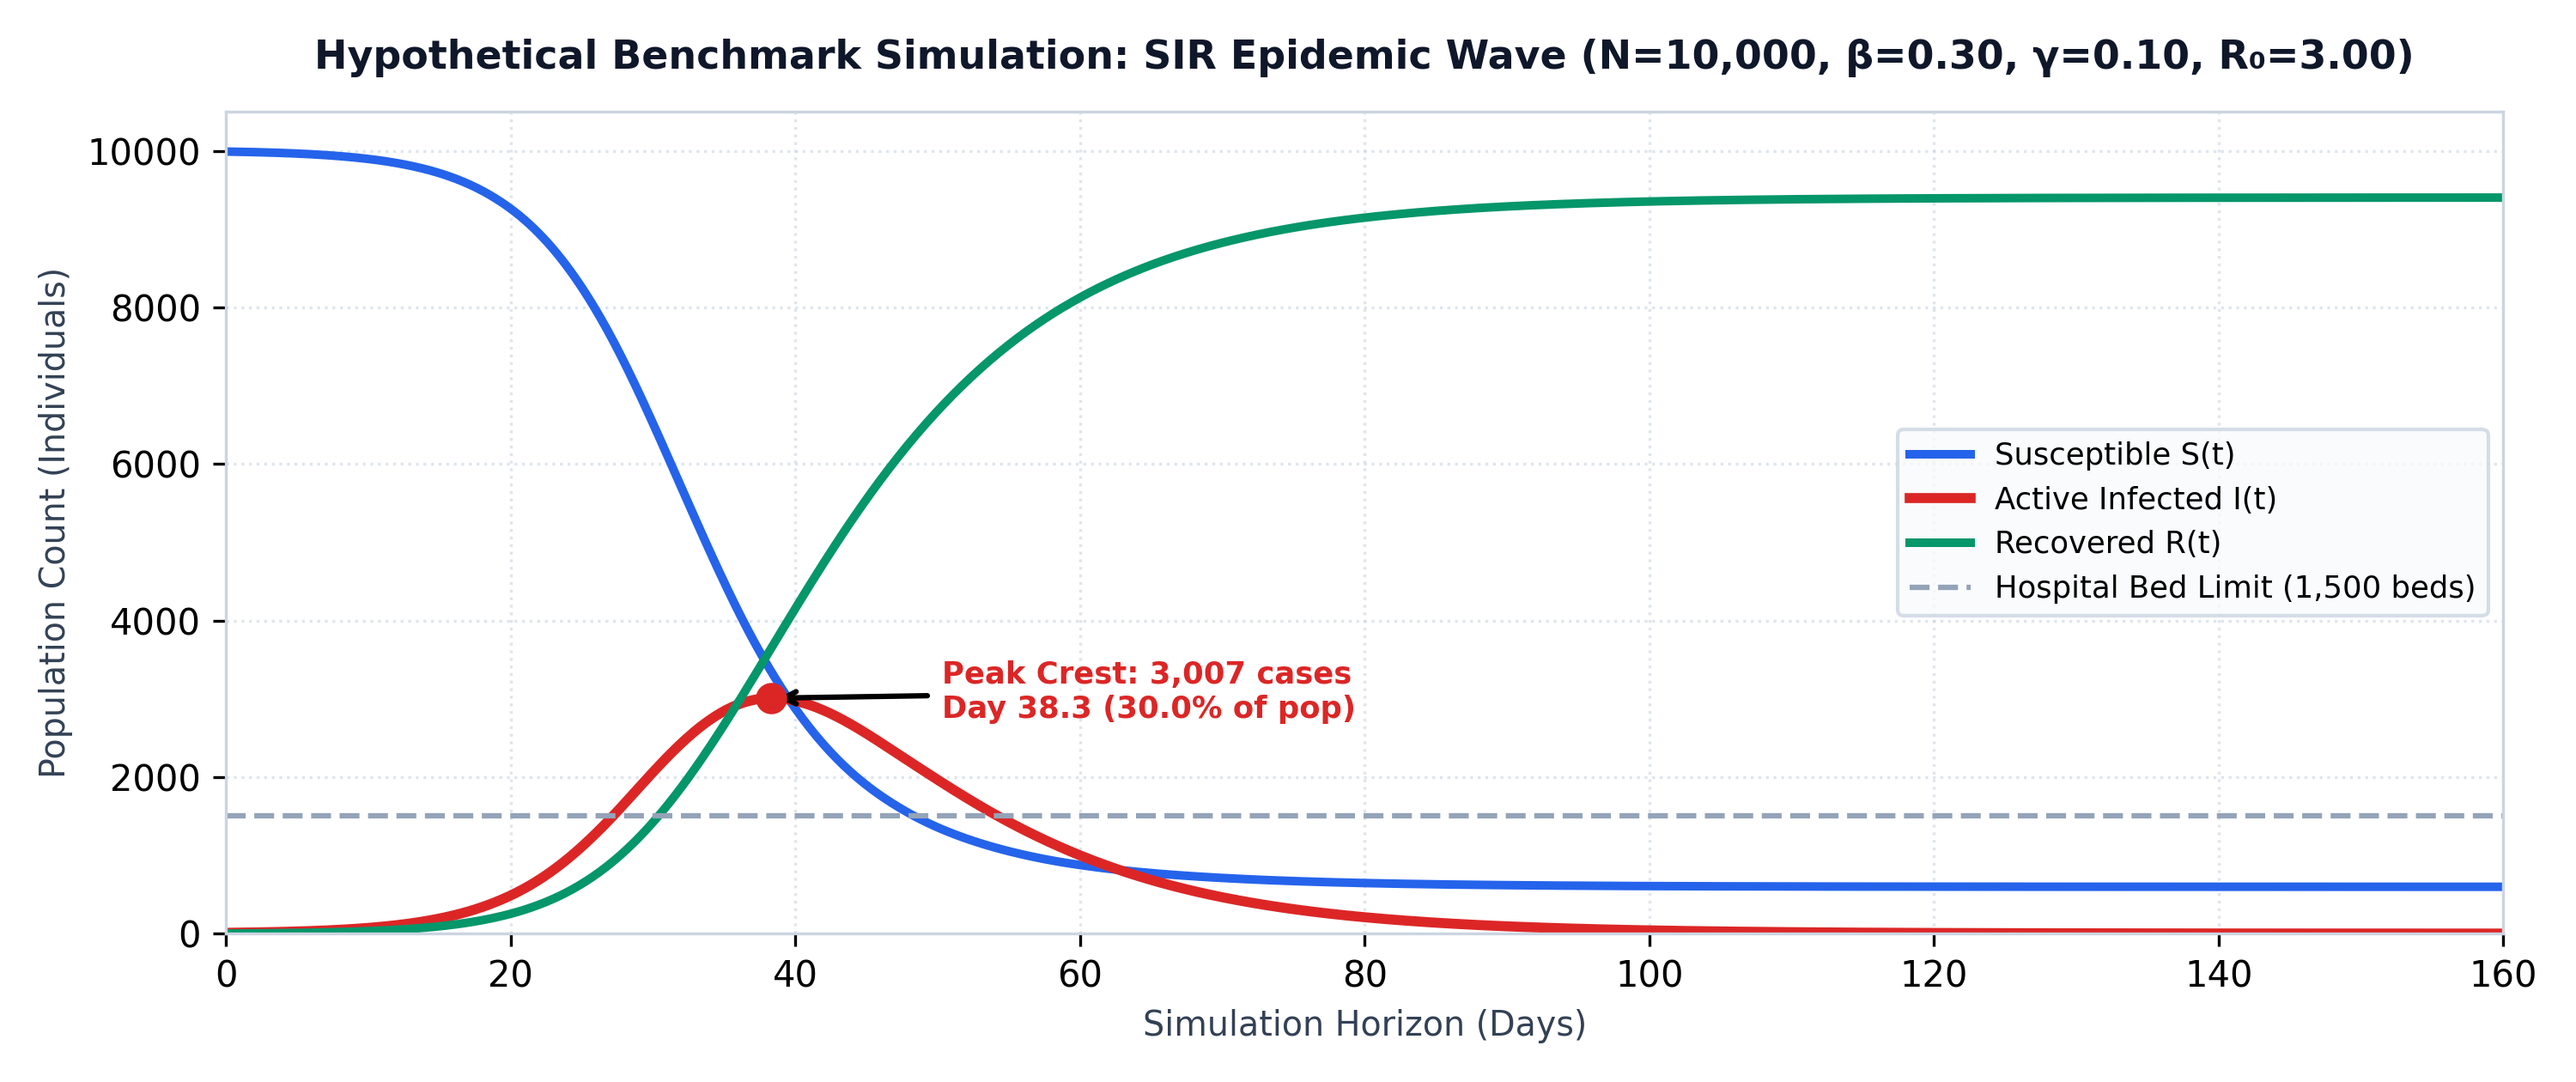 Hypothetical Benchmark Simulation: SIR Epidemic Wave (N=10,000, β=0.30, γ=0.10, R₀=3.00)
Population Count (Individuals)
10000
8000
6000
4000
2000
0
Susceptible S(t)
Active Infected I(t)
Recovered R(t)
Hospital Bed Limit (1,500 beds)
Peak Crest: 3,007 cases
Day 38.3 (30.0% of pop)
0 20 40 60 80 100 120 140 160
Simulation Horizon (Days)